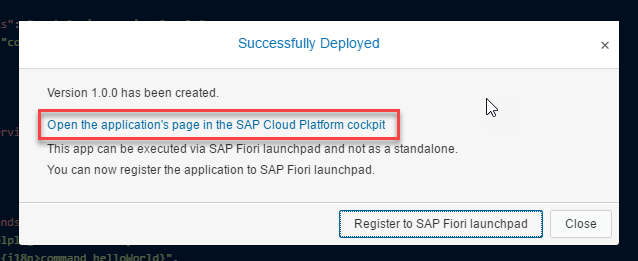 Successfully Deployed
×
Version 1.0.0 has been created.
Open the application's page in the SAP Cloud Platform cockpit
This app can be executed via SAP Fiori launchpad and not as a standalone.
You can now register the application to SAP Fiori launchpad.
Register to SAP Fiori launchpad Close
{i18n>command_helloWorld}",